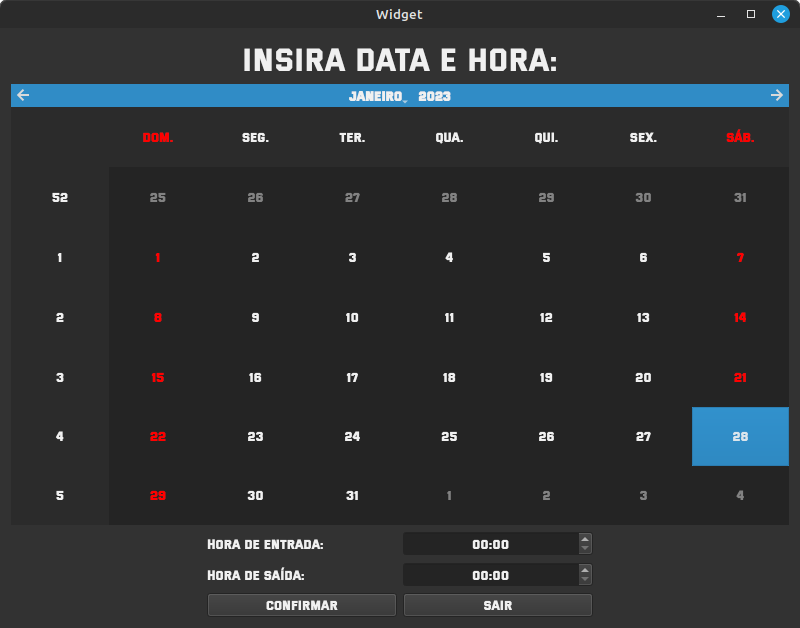 Widget
INSIRA DATA E HORA:
JANEIRO 2023
DOM. SEG. TER. QUA. QUI. SEX. SÁB.
52 25 26 27 28 29 30 31
1 1 2 3 4 5 6 7
2 8 9 10 11 12 13 14
3 15 16 17 18 19 20 21
4 22 23 24 25 26 27 28
5 29 30 31 1 2 3 4
HORA DE ENTRADA: 00:00
HORA DE SAÍDA: 00:00
CONFIRMAR SAIR